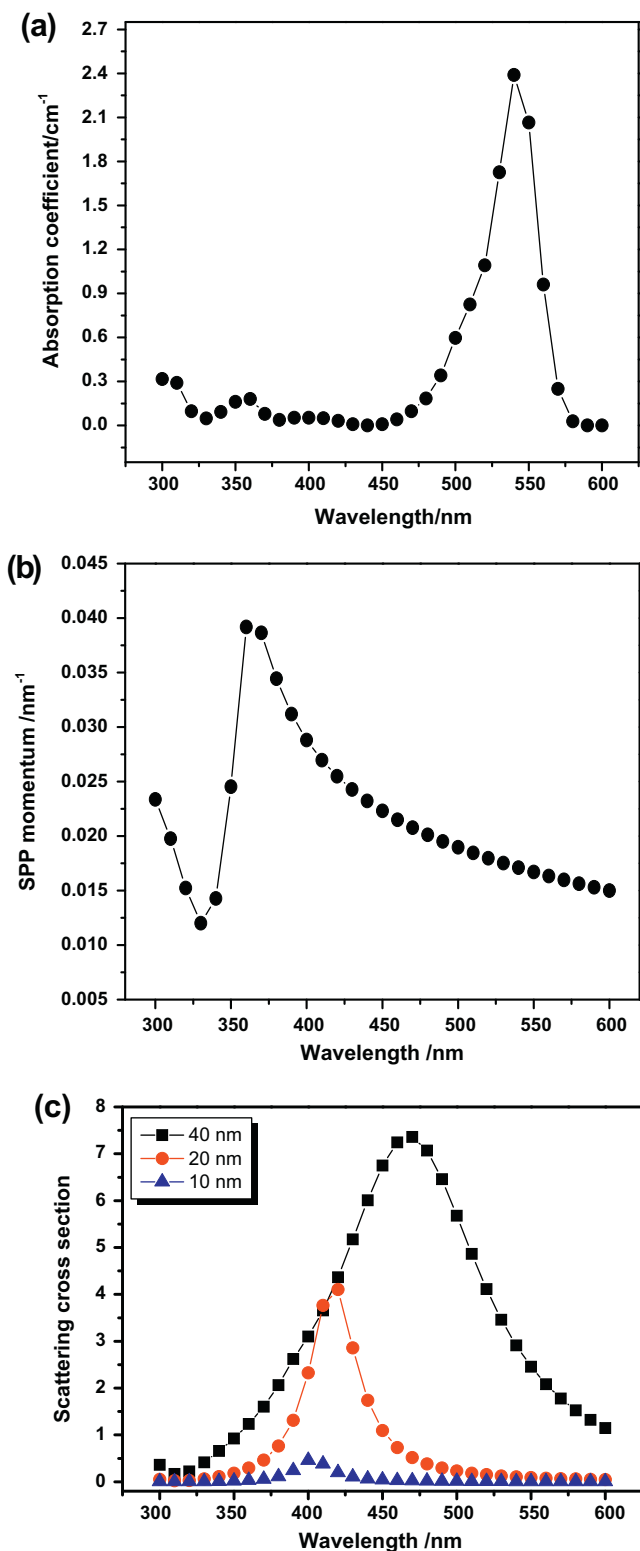 (a)
2.7
2.4
2.1
1.8
1.5
1.2
0.9
0.6
0.3
0.0
Absorption coefficient/cm⁻¹
300 350 400 450 500 550 600
Wavelength/nm
(b)
0.045
0.040
0.035
0.030
0.025
0.020
0.015
0.010
0.005
SPP momentum /nm⁻¹
300 350 400 450 500 550 600
Wavelength /nm
(c)
8
7
6
5
4
3
2
1
0
40 nm
20 nm
10 nm
Scattering cross section
300 350 400 450 500 550 600
Wavelength /nm